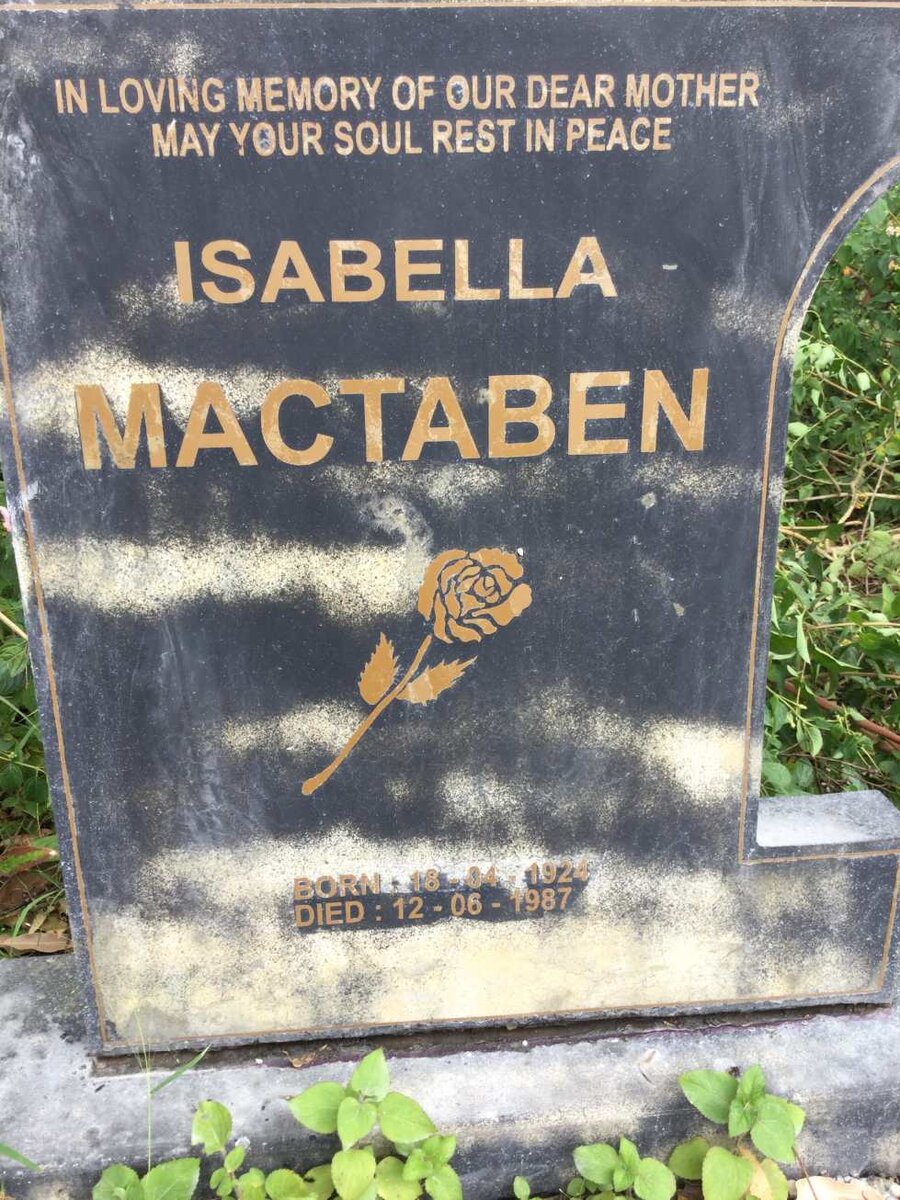 IN LOVING MEMORY OF OUR DEAR MOTHER
MAY YOUR SOUL REST IN PEACE
ISABELLA
MACTABEN
BORN : 18 - 04 - 1924
DIED : 12 - 06 - 1987